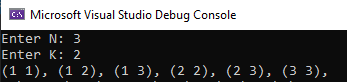 Microsoft Visual Studio Debug Console
Enter N: 3
Enter K: 2
(1 1), (1 2), (1 3), (2 2), (2 3), (3 3),